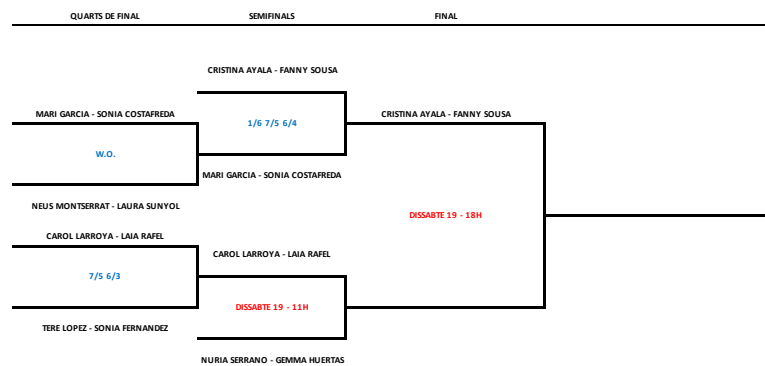 QUARTS DE FINAL
SEMIFINALS
FINAL
CRISTINA AYALA - FANNY SOUSA
MARI GARCIA - SONIA COSTAFREDA
1/6 7/5 6/4
CRISTINA AYALA - FANNY SOUSA
W.O.
MARI GARCIA - SONIA COSTAFREDA
NEUS MONTSERRAT - LAURA SUNYOL
DISSABTE 19 - 18H
CAROL LARROYA - LAIA RAFEL
CAROL LARROYA - LAIA RAFEL
7/5 6/3
DISSABTE 19 - 11H
TERE LOPEZ - SONIA FERNANDEZ
NURIA SERRANO - GEMMA HUERTAS